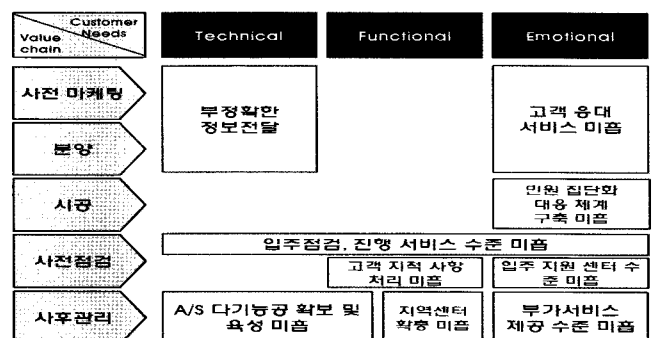 Customer
Needs
Value
chain
Technical
Functional
Emotional
사전 마케팅
부정확한
정보전달
고객 응대
서비스 미흡
분양
시공
민원 집단화
대응 체계
구축 미흡
입주점검, 진행 서비스 수준 미흡
사전점검
고객 지적 사항
처리 미흡
입주 지원 센터 수
준 미흡
사후관리
A/S 다기능공 확보 및
육성 미흡
지역센터
확충 미흡
부가서비스
제공 수준 미흡